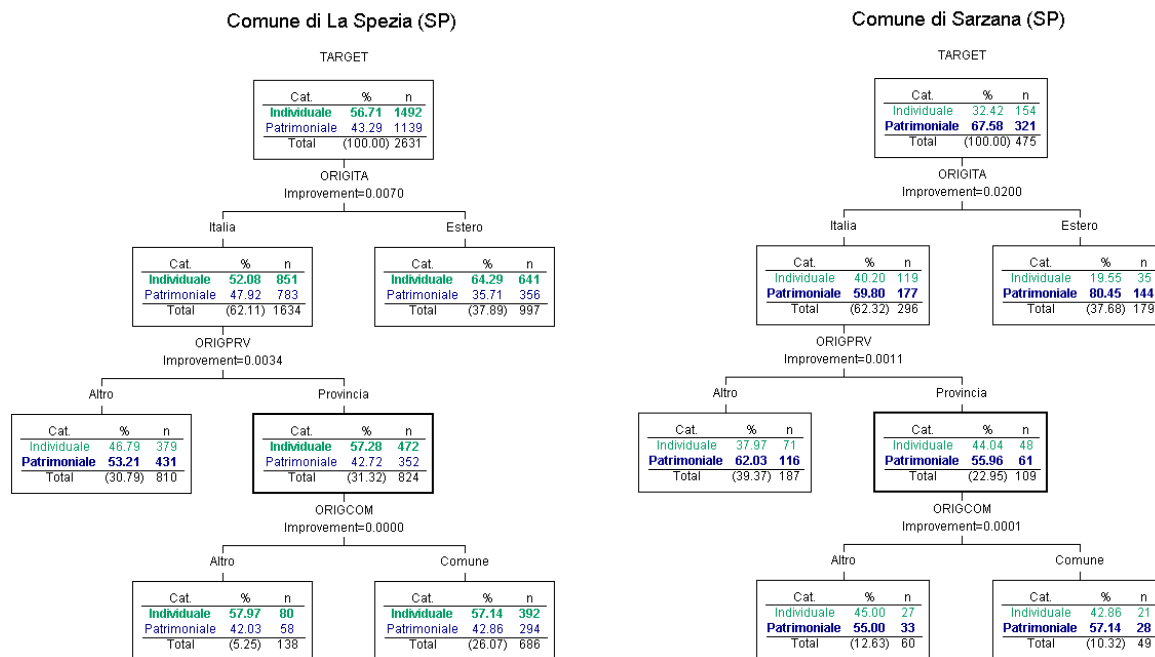 Comune di La Spezia (SP)
TARGET
Cat. % n
Individuale 56.71 1492
Patrimoniale 43.29 1139
Total (100.00) 2631
ORIGITA
Improvement=0.0070
Italia Estero
Cat. % n
Individuale 52.08 851
Patrimoniale 47.92 783
Total (62.11) 1634
Cat. % n
Individuale 64.29 641
Patrimoniale 35.71 356
Total (37.89) 997
ORIGPRV
Improvement=0.0034
Altro Provincia
Cat. % n
Individuale 46.79 379
Patrimoniale 53.21 431
Total (30.79) 810
Cat. % n
Individuale 57.28 472
Patrimoniale 42.72 352
Total (31.32) 824
ORIGCOM
Improvement=0.0000
Altro Comune
Cat. % n
Individuale 57.97 80
Patrimoniale 42.03 58
Total (5.25) 138
Cat. % n
Individuale 57.14 392
Patrimoniale 42.86 294
Total (26.07) 686
Comune di Sarzana (SP)
TARGET
Cat. % n
Individuale 32.42 154
Patrimoniale 67.58 321
Total (100.00) 475
ORIGITA
Improvement=0.0200
Italia Estero
Cat. % n
Individuale 40.20 119
Patrimoniale 59.80 177
Total (62.32) 296
Cat. % n
Individuale 19.55 35
Patrimoniale 80.45 144
Total (37.68) 179
ORIGPRV
Improvement=0.0011
Altro Provincia
Cat. % n
Individuale 37.97 71
Patrimoniale 62.03 116
Total (39.37) 187
Cat. % n
Individuale 44.04 48
Patrimoniale 55.96 61
Total (22.95) 109
ORIGCOM
Improvement=0.0001
Altro Comune
Cat. % n
Individuale 45.00 27
Patrimoniale 55.00 33
Total (12.63) 60
Cat. % n
Individuale 42.86 21
Patrimoniale 57.14 28
Total (10.32) 49